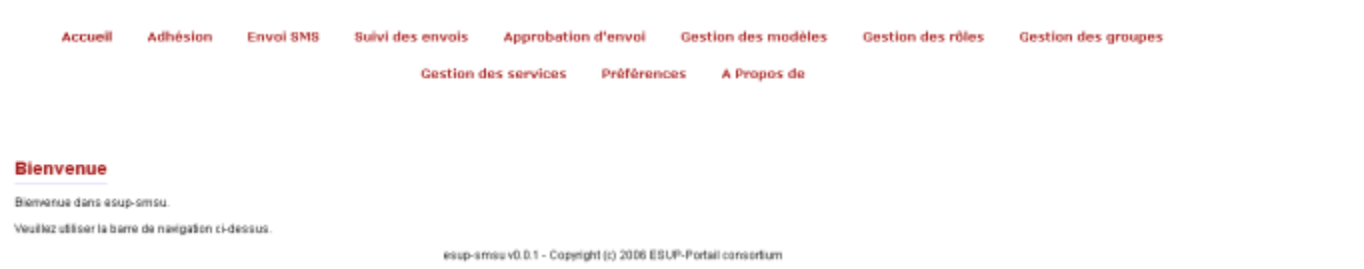 Accueil Adhésion Envoi SMS Suivi des envois Approbation d'envoi Gestion des modèles Gestion des rôles Gestion des groupes
Gestion des services Préférences A Propos de
Bienvenue
Bienvenue dans esup-smsu.
Veuillez utiliser la barre de navigation ci-dessus.
esup-smsu v0.0.1 - Copyright (c) 2006 ESUP-Portail consortium